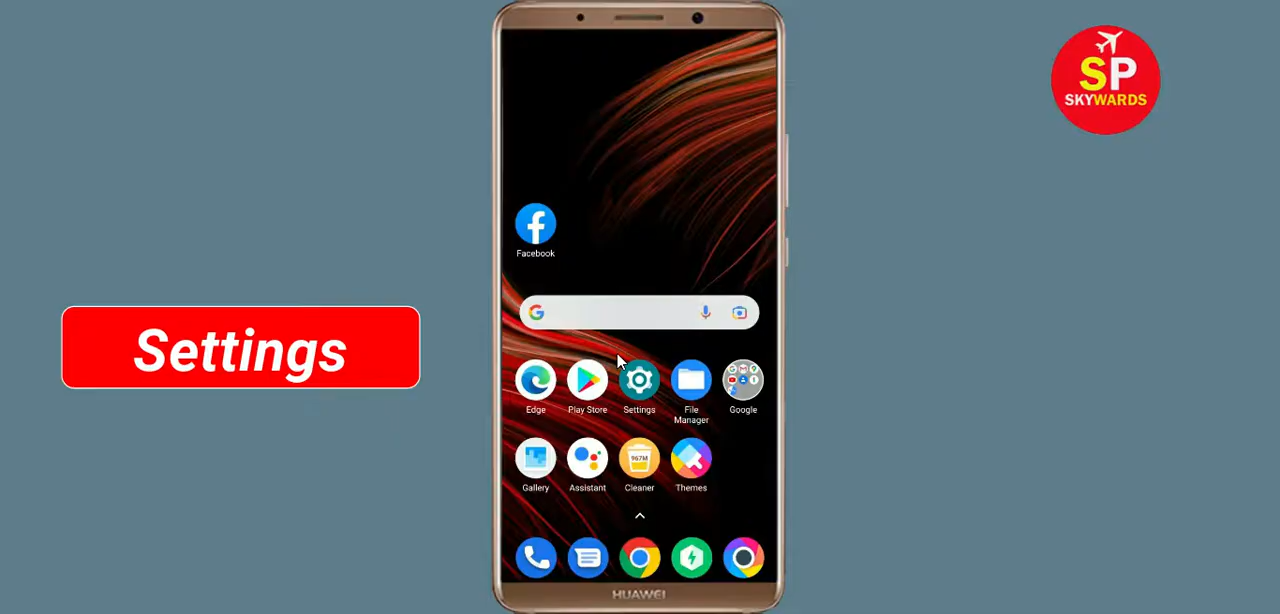 SP
SKYWARDS
Facebook
Settings
Edge
Play Store
Settings
File
Manager
Google
967M
Gallery
Assistant
Cleaner
Themes
HUAWEI